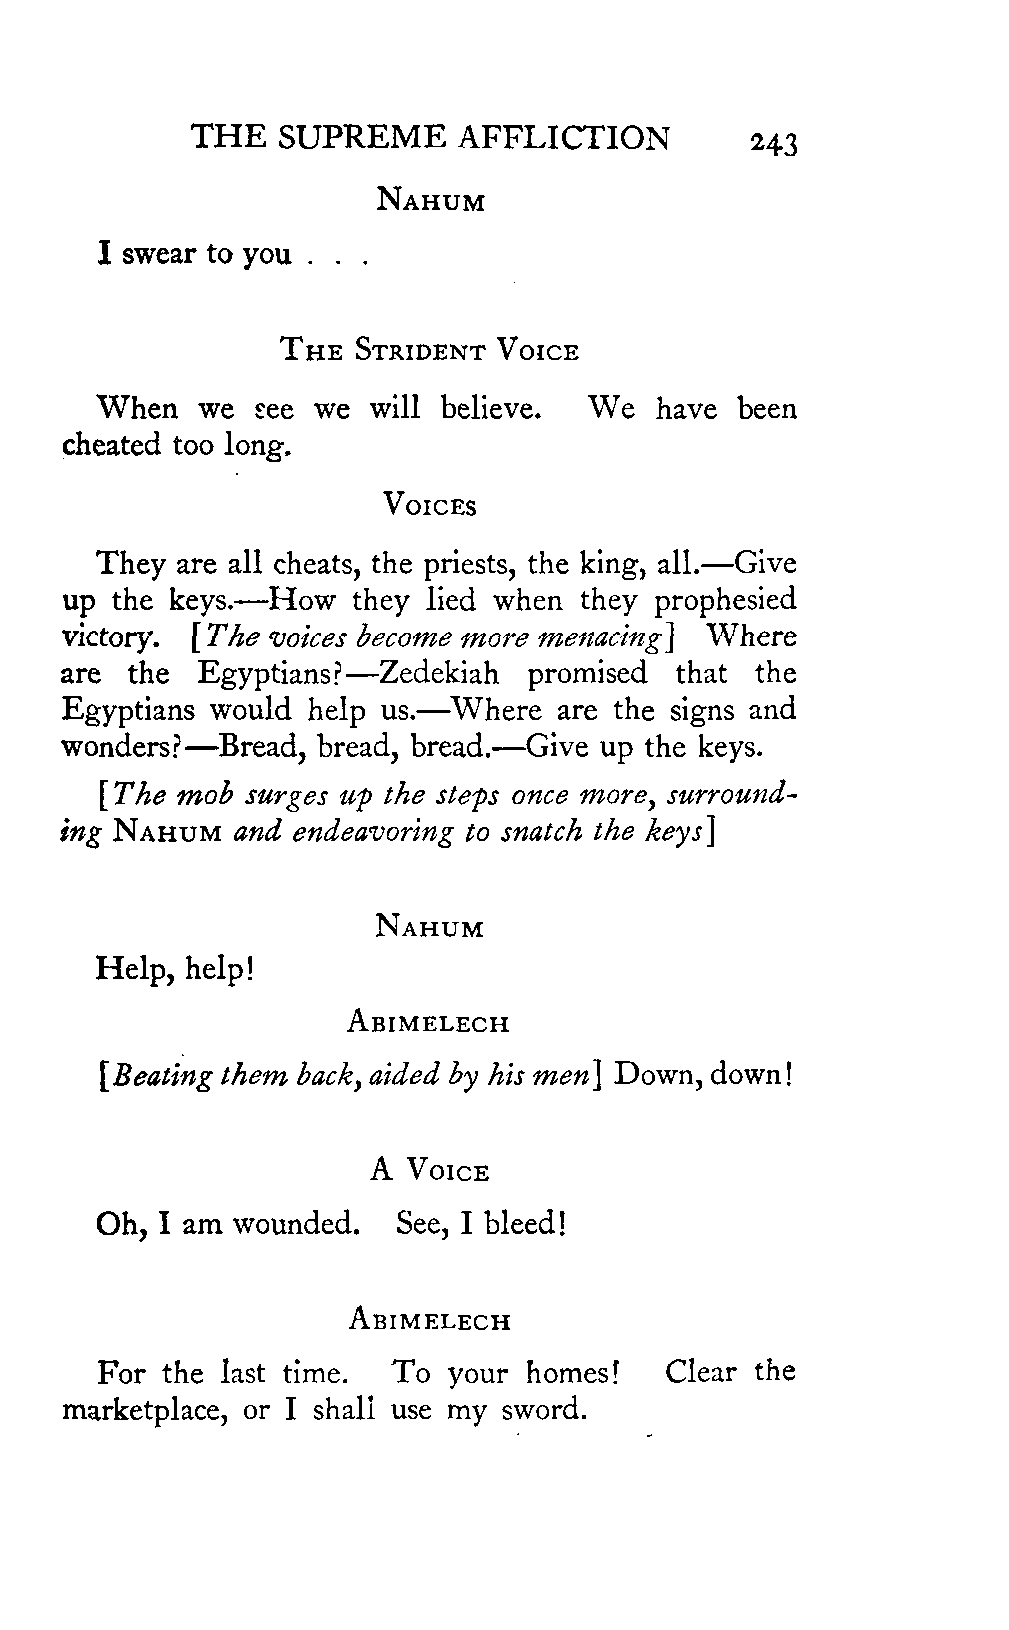 THE SUPREME AFFLICTION 243
NAHUM
I swear to you . . .
THE STRIDENT VOICE
When we see we will believe. We have been
cheated too long.
VOICES
They are all cheats, the priests, the king, all.—Give
up the keys.—How they lied when they prophesied
victory. [The voices become more menacing] Where
are the Egyptians?—Zedekiah promised that the
Egyptians would help us.—Where are the signs and
wonders?—Bread, bread, bread.—Give up the keys.
[The mob surges up the steps once more, surround-
ing NAHUM and endeavoring to snatch the keys]
NAHUM
Help, help!
ABIMELECH
[Beating them back, aided by his men] Down, down!
A VOICE
Oh, I am wounded. See, I bleed!
ABIMELECH
For the last time. To your homes! Clear the
marketplace, or I shall use my sword.